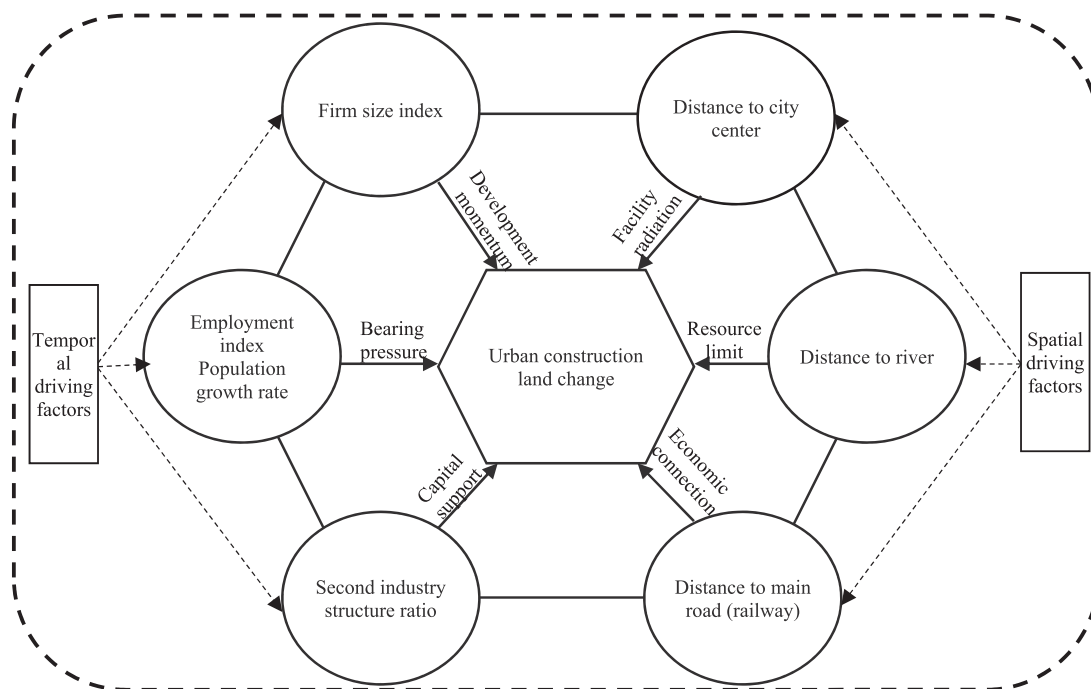 Firm size index
Distance to city
center
Development
momentum
Facility
radiation
Tempor
al
driving
factors
Employment
index
Population
growth rate
Bearing
pressure
Urban construction
land change
Resource
limit
Distance to river
Spatial
driving
factors
Capital
support
Economic
connection
Second industry
structure ratio
Distance to main
road (railway)